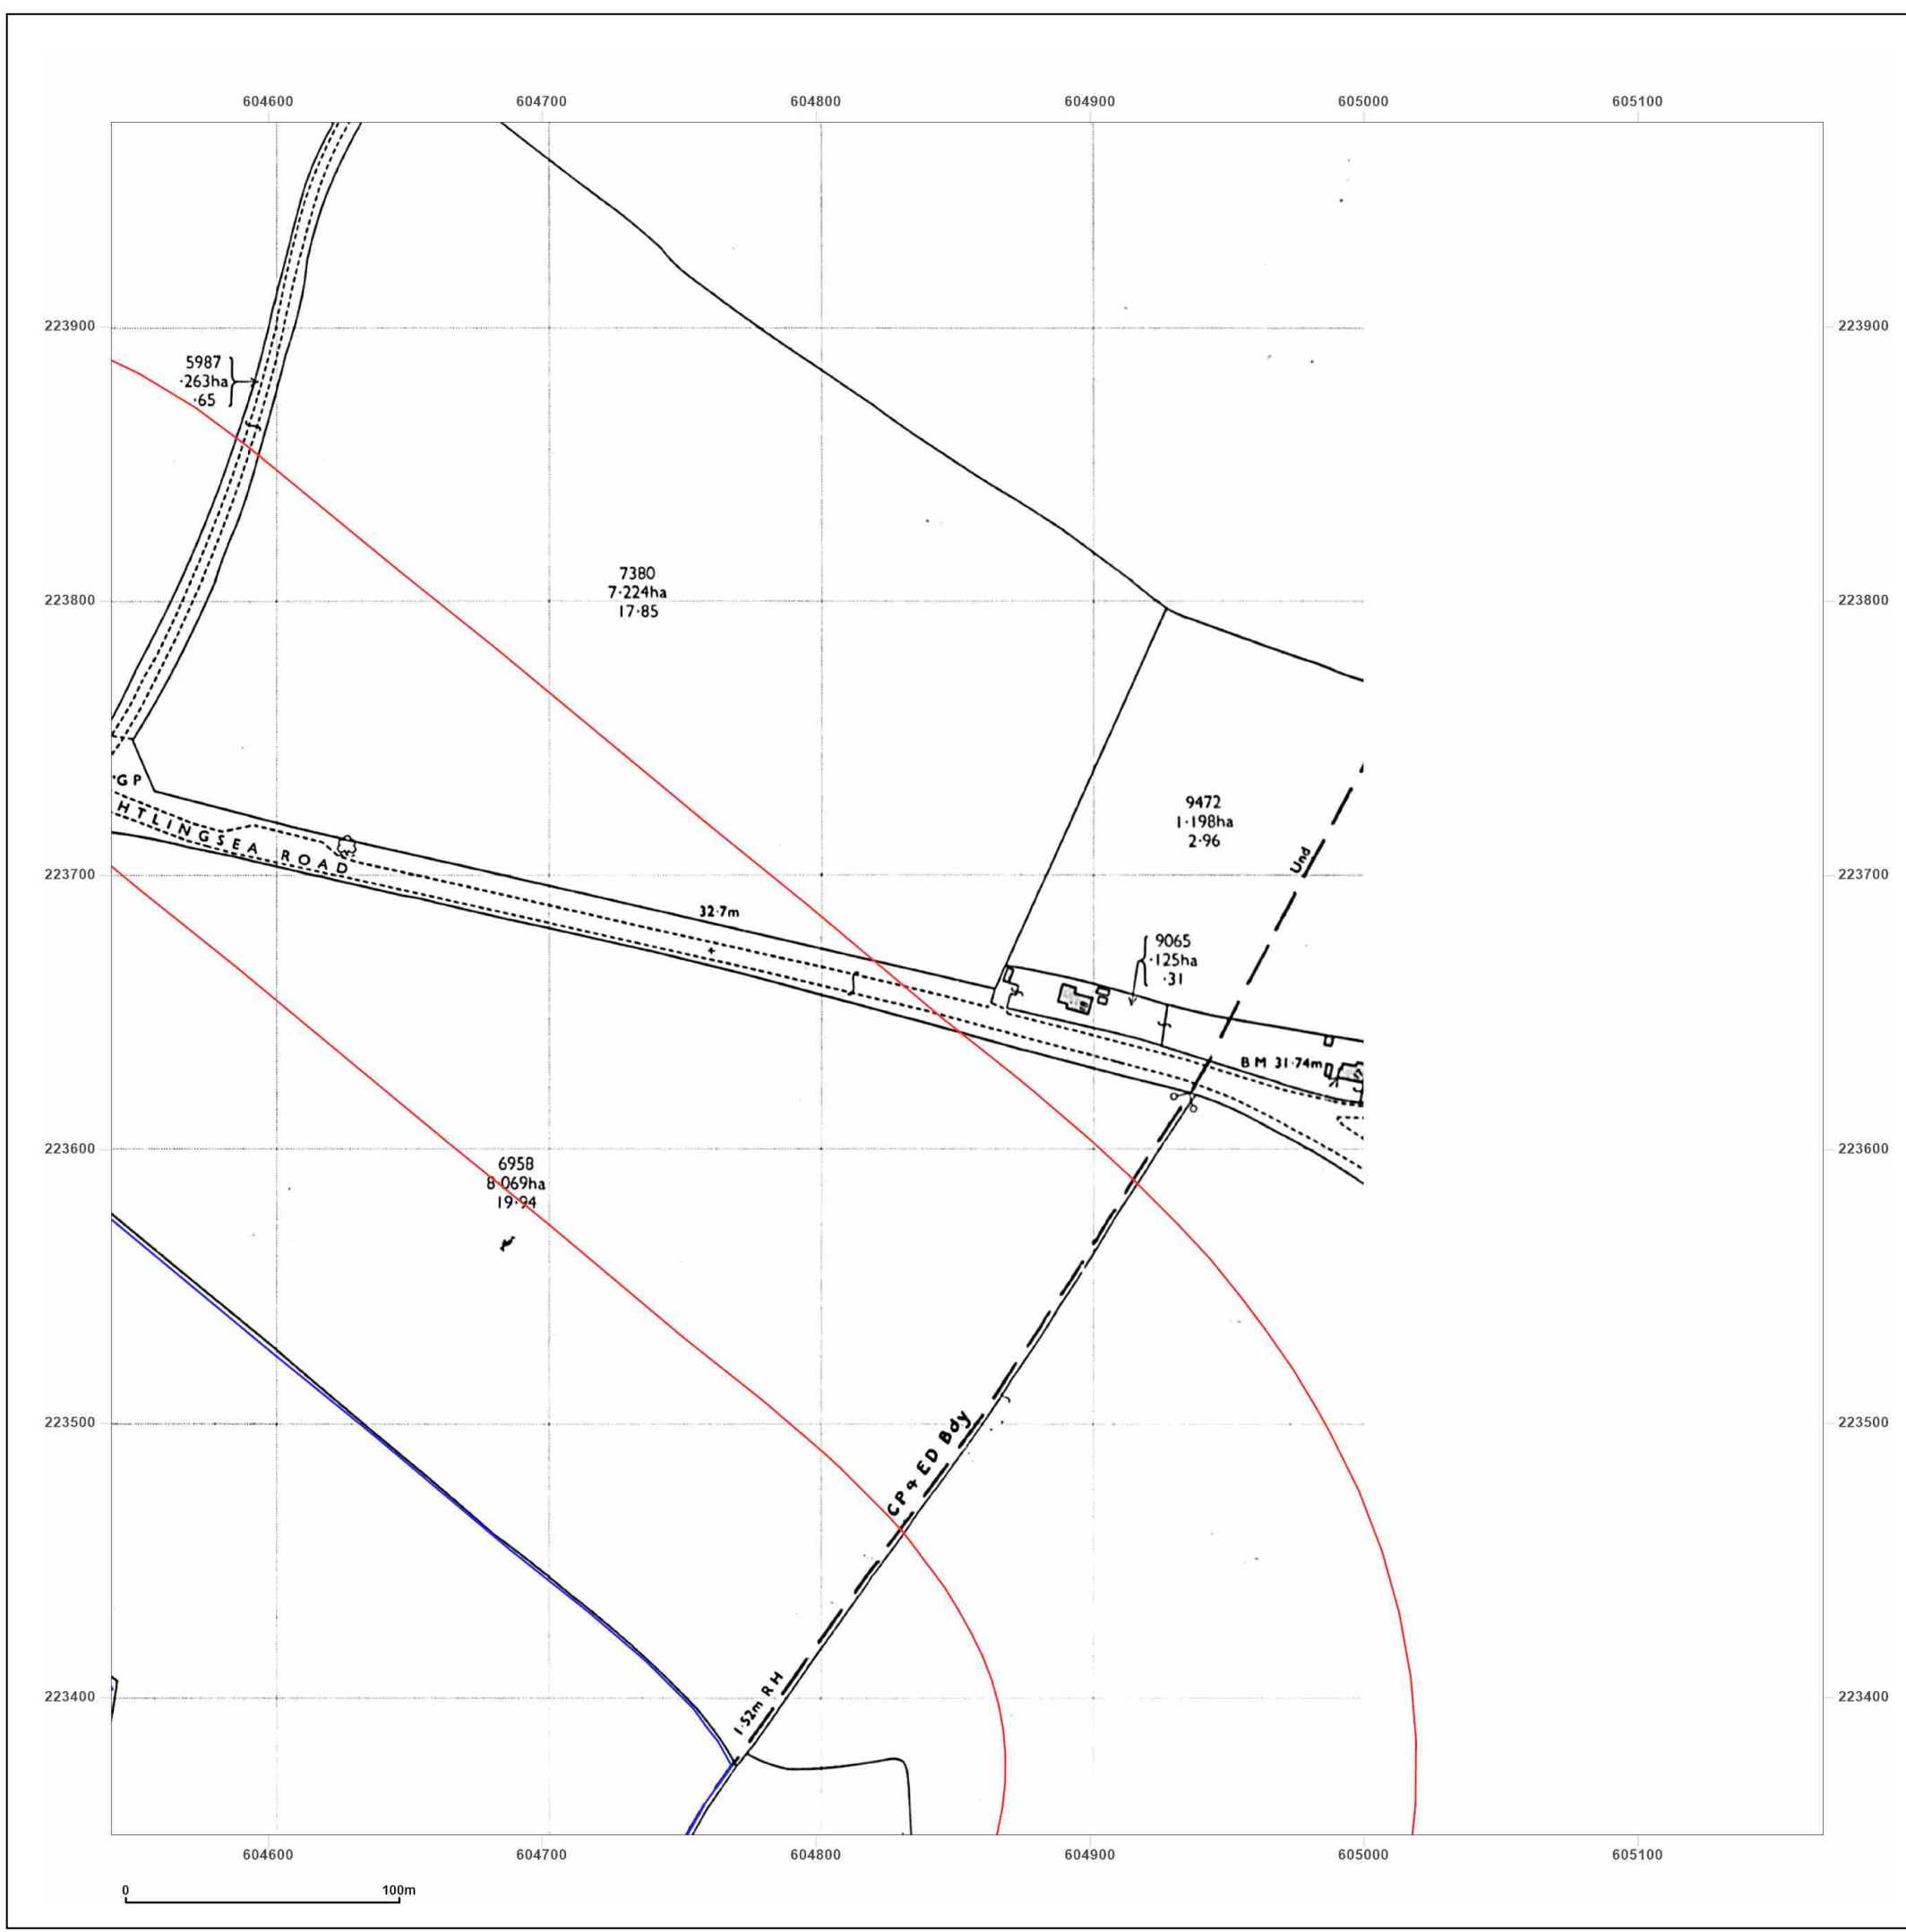 604600 604700 604800 604900 605000 605100
223900 223900
5987
·263ha
·65
7380
7·224ha
17·85
223800 223800
GP
HTLINGSEA ROAD
9472
1·198ha
2·96
Und
223700 223700
32·7m
9065
·125ha
·31
BM 31·74m
223600 223600
6958
8·069ha
19·94
223500 223500
CP & ED Bdy
1·52m RH
223400 223400
604600 604700 604800 604900 605000 605100
0 100m